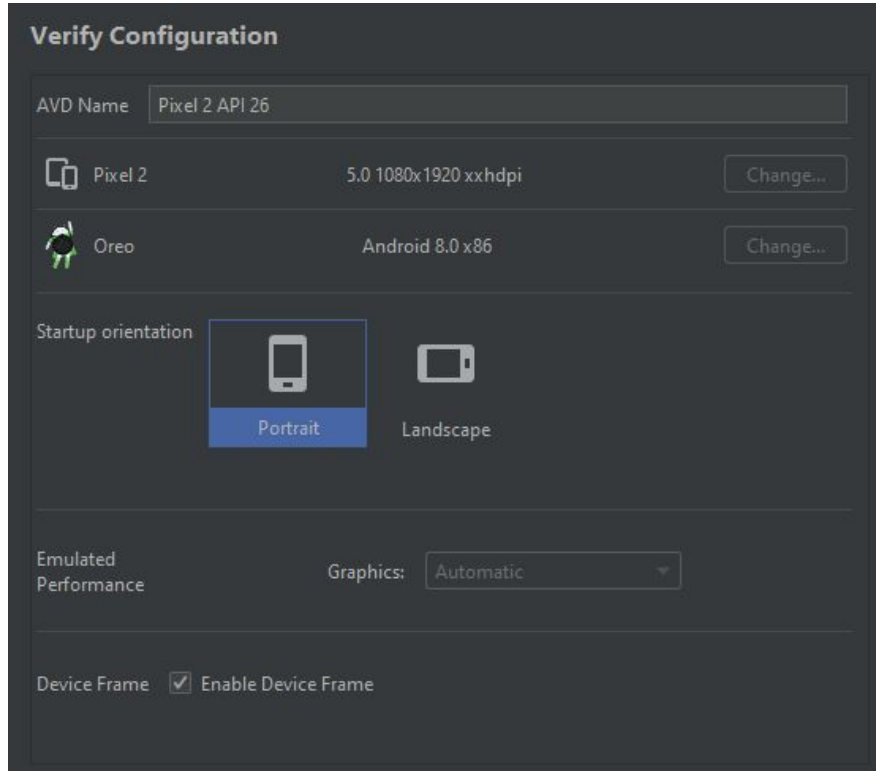 Verify Configuration
AVD Name Pixel 2 API 26
Pixel 2 5.0 1080x1920 xxhdpi Change...
Oreo Android 8.0 x86 Change...
Startup orientation
Portrait Landscape
Emulated
Performance Graphics: Automatic
Device Frame Enable Device Frame